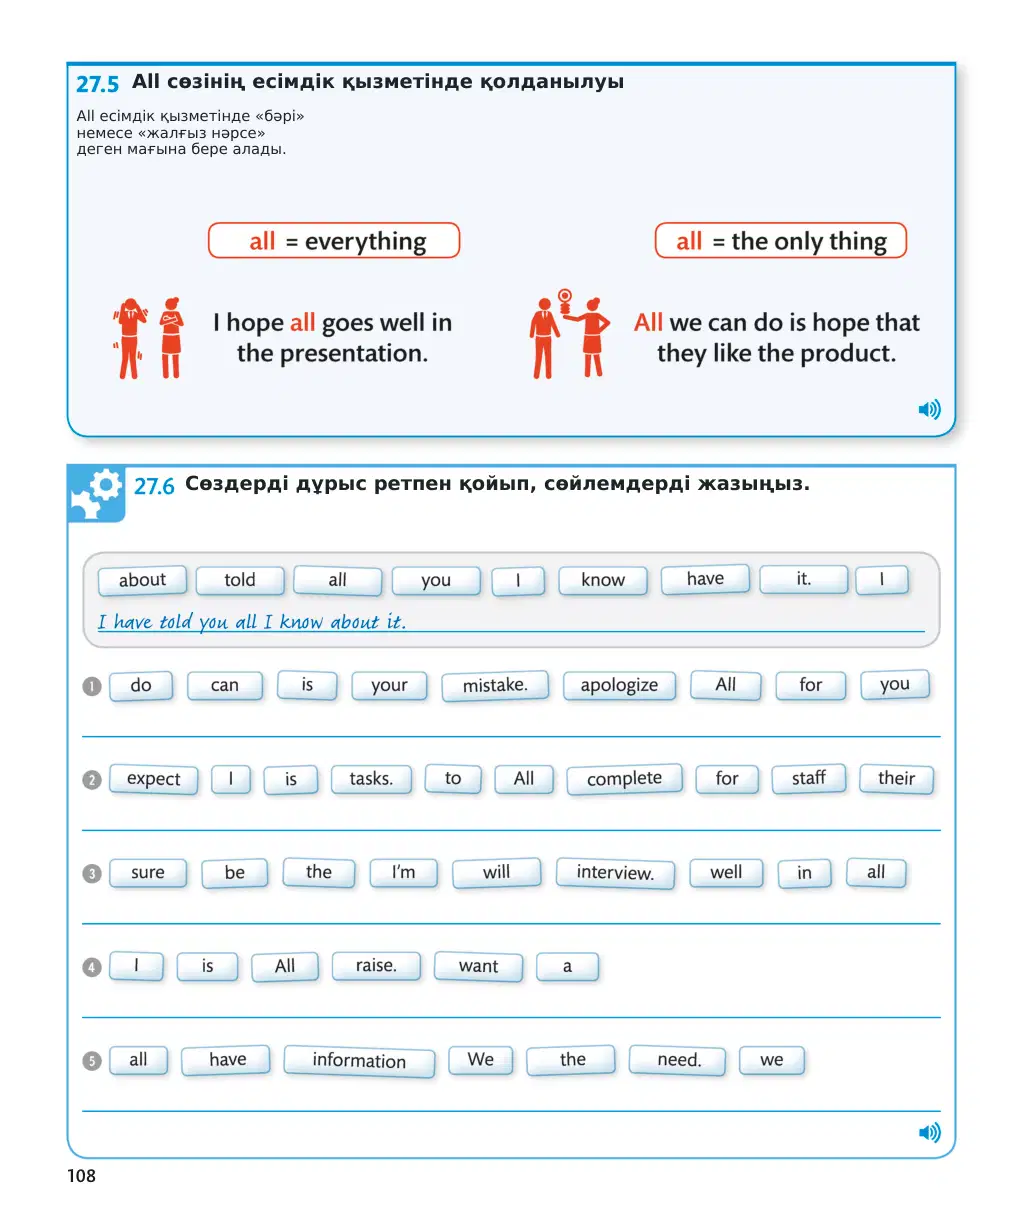 27.5 All сөзінің есімдік қызметінде қолданылуы
All есімдік қызметінде «бәрі»
немесе «жалғыз нәрсе»
деген мағына бере алады.
all = everything
all = the only thing
I hope all goes well in
the presentation.
All we can do is hope that
they like the product.
27.6 Сөздерді дұрыс ретпен қойып, сөйлемдерді жазыңыз.
about told all you I know have it. I
I have told you all I know about it.
1 do can is your mistake. apologize All for you
2 expect I is tasks. to All complete for staff their
3 sure be the I'm will interview. well in all
4 I is All raise. want a
5 all have information We the need. we
108